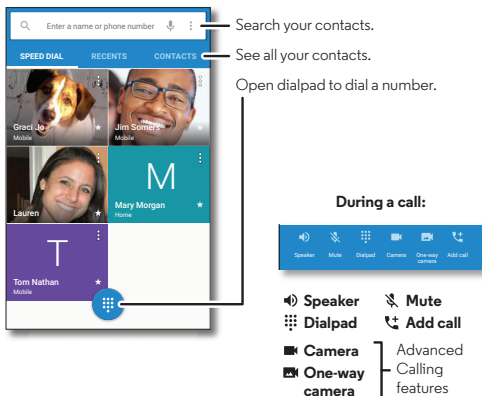 Enter a name or phone number
SPEED DIAL RECENTS CONTACTS
Graci Jo
Mobile
Jim Somers
Mobile
Lauren
M
Mary Morgan
Home
T
Tom Nathan
Mobile
Search your contacts.
See all your contacts.
Open dialpad to dial a number.
During a call:
Speaker Mute Dialpad Camera One-way Add call
camera
Speaker Mute
Dialpad Add call
Camera
One-way
camera
Advanced
Calling
features